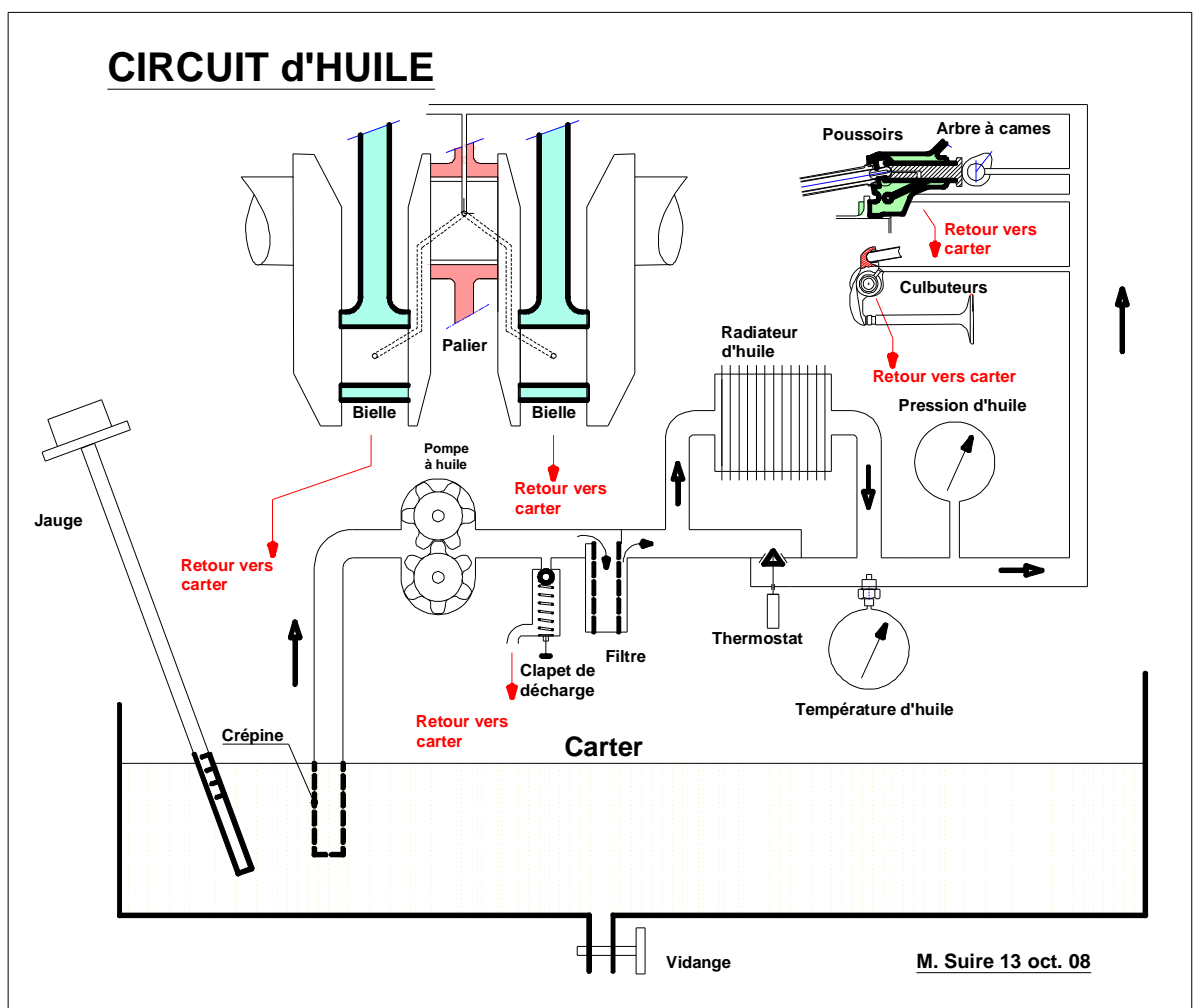 CIRCUIT d'HUILE
Poussoirs
Arbre à cames
Retour vers
carter
Culbuteurs
Retour vers carter
Palier
Radiateur
d'huile
Pression d'huile
Bielle
Bielle
Pompe
à huile
Retour vers
carter
Jauge
Retour vers
carter
Thermostat
Filtre
Clapet de
décharge
Température d'huile
Retour vers
carter
Crépine
Carter
Vidange
M. Suire 13 oct. 08